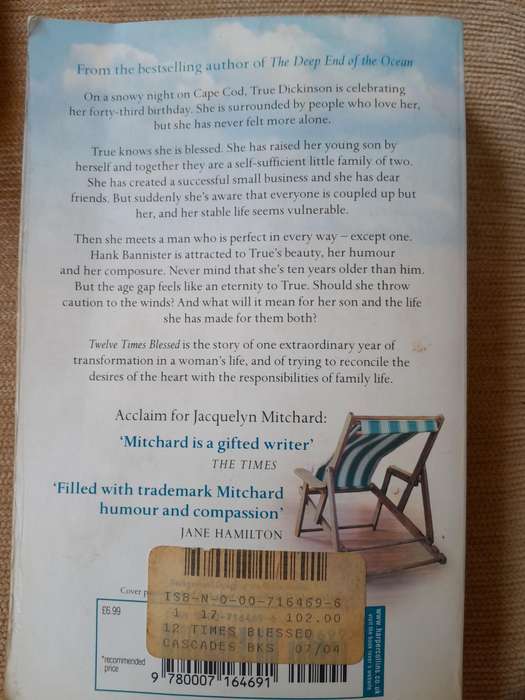 From the bestselling author of The Deep End of the Ocean
On a snowy night on Cape Cod, True Dickinson is celebrating
her forty-third birthday. She is surrounded by people who love her,
but she has never felt more alone.
True knows she is blessed. She has raised her young son by
herself and together they are a self-sufficient little family of two.
She has created a successful small business and she has dear
friends. But suddenly she's aware that everyone is coupled up but
her, and her stable life seems vulnerable.
Then she meets a man who is perfect in every way – except one.
Hank Bannister is attracted to True's beauty, her humour
and her composure. Never mind that she's ten years older than him.
But the age gap feels like an eternity to True. Should she throw
caution to the winds? And what will it mean for her son and the life
she has made for them both?
Twelve Times Blessed is the story of one extraordinary year of
transformation in a woman's life, and of trying to reconcile the
desires of the heart with the responsibilities of family life.
Acclaim for Jacquelyn Mitchard:
‘Mitchard is a gifted writer’
THE TIMES
‘Filled with trademark Mitchard
humour and compassion’
JANE HAMILTON
Cover
ISB-N-0-00-716469-6
1 17 102.00
12 TIMES BLESSED
CASCADES BKS 07/04
£6.99
*recommended
price
9 780007 164691
www.harpercollins.co.uk